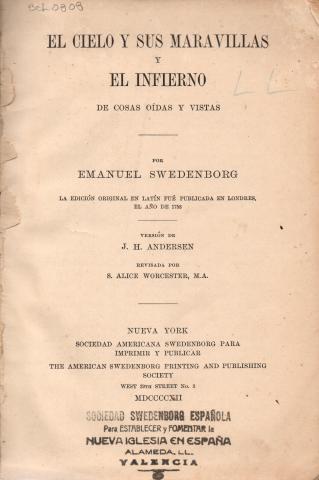 EL CIELO Y SUS MARAVILLAS
Y
EL INFIERNO
DE COSAS OÍDAS Y VISTAS
POR
EMANUEL SWEDENBORG
LA EDICIÓN ORIGINAL EN LATÍN FUÉ PUBLICADA EN LONDRES,
EL AÑO DE 1758
VERSIÓN DE
J. H. ANDERSEN
REVISADA POR
S. ALICE WORCESTER, M.A.
NUEVA YORK
SOCIEDAD AMERICANA SWEDENBORG PARA
IMPRIMIR Y PUBLICAR
THE AMERICAN SWEDENBORG PRINTING AND PUBLISHING
SOCIETY
WEST 29TH STREET No. 3
MDCCCCXII
SOCIEDAD SWEDENBORG ESPAÑOLA
Para ESTABLECER y FOMENTAR la
NUEVA IGLESIA EN ESPAÑA
ALAMEDA, LL.
VALENCIA